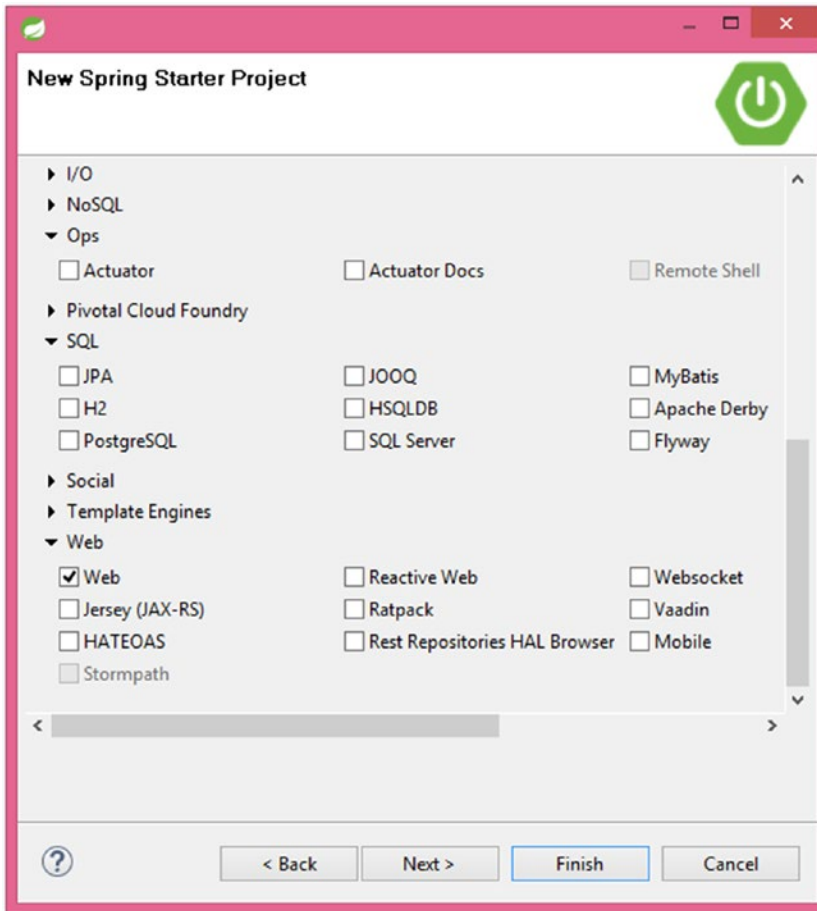 New Spring Starter Project
I/O
NoSQL
Ops
Actuator Actuator Docs Remote Shell
Pivotal Cloud Foundry
SQL
JPA JOOQ MyBatis
H2 HSQLDB Apache Derby
PostgreSQL SQL Server Flyway
Social
Template Engines
Web
Web Reactive Web Websocket
Jersey (JAX-RS) Ratpack Vaadin
HATEOAS Rest Repositories HAL Browser Mobile
Stormpath
? < Back Next > Finish Cancel